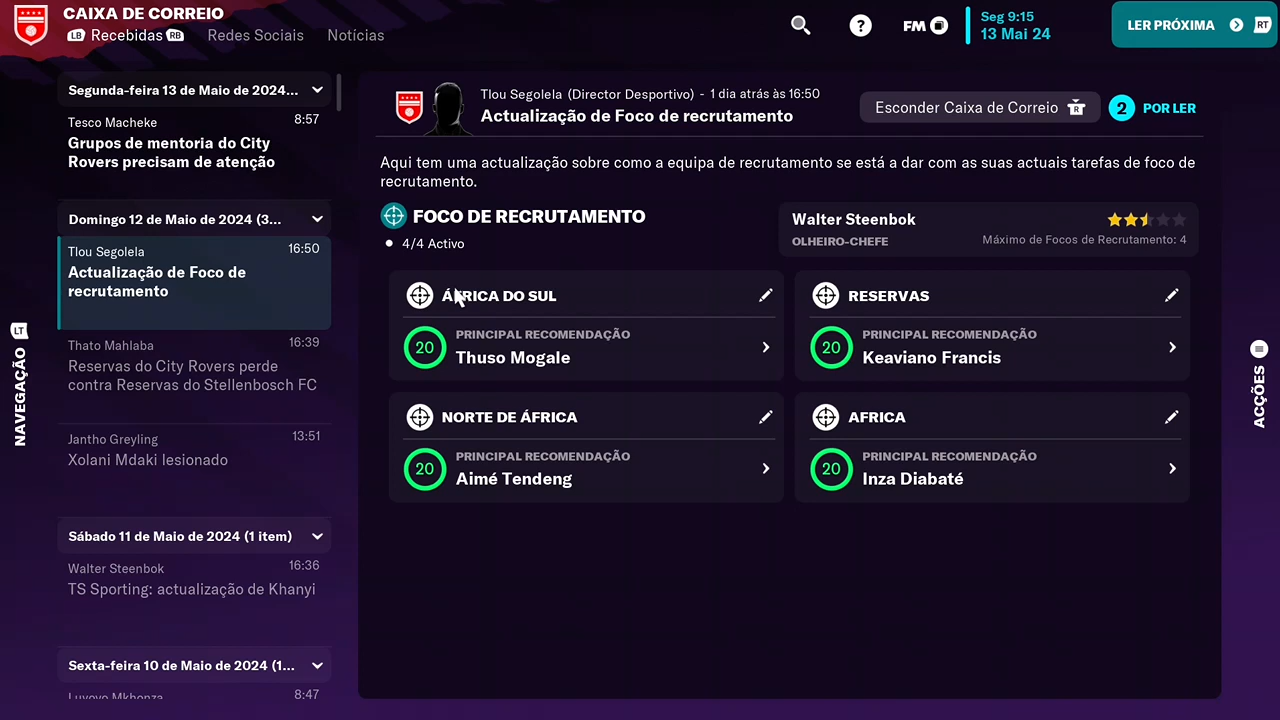 CAIXA DE CORREIO
LB Recebidas RB Redes Sociais Notícias
?
FM
Seg 9:15
13 Mai 24
LER PRÓXIMA RT
Segunda-feira 13 de Maio de 2024...
Tesco Macheke 8:57
Grupos de mentoria do City
Rovers precisam de atenção
Domingo 12 de Maio de 2024 (3...
Tlou Segolela 16:50
Actualização de Foco de
recrutamento
Thato Mahlaba 16:39
Reservas do City Rovers perde
contra Reservas do Stellenbosch FC
Jantho Greyling 13:51
Xolani Mdaki lesionado
Sábado 11 de Maio de 2024 (1 item)
Walter Steenbok 16:36
TS Sporting: actualização de Khanyi
Sexta-feira 10 de Maio de 2024 (1...
Luvoyo Mkhonza 8:47
LT
NAVEGAÇÃO
Tlou Segolela (Director Desportivo) - 1 dia atrás às 16:50
Actualização de Foco de recrutamento
Esconder Caixa de Correio R
2 POR LER
Aqui tem uma actualização sobre como a equipa de recrutamento se está a dar com as suas actuais tarefas de foco de
recrutamento.
FOCO DE RECRUTAMENTO
4/4 Activo
Walter Steenbok
OLHEIRO-CHEFE Máximo de Focos de Recrutamento: 4
ÁFRICA DO SUL
20 PRINCIPAL RECOMENDAÇÃO
Thuso Mogale
RESERVAS
20 PRINCIPAL RECOMENDAÇÃO
Keaviano Francis
NORTE DE ÁFRICA
20 PRINCIPAL RECOMENDAÇÃO
Aimé Tendeng
AFRICA
20 PRINCIPAL RECOMENDAÇÃO
Inza Diabaté
ACÇÕES